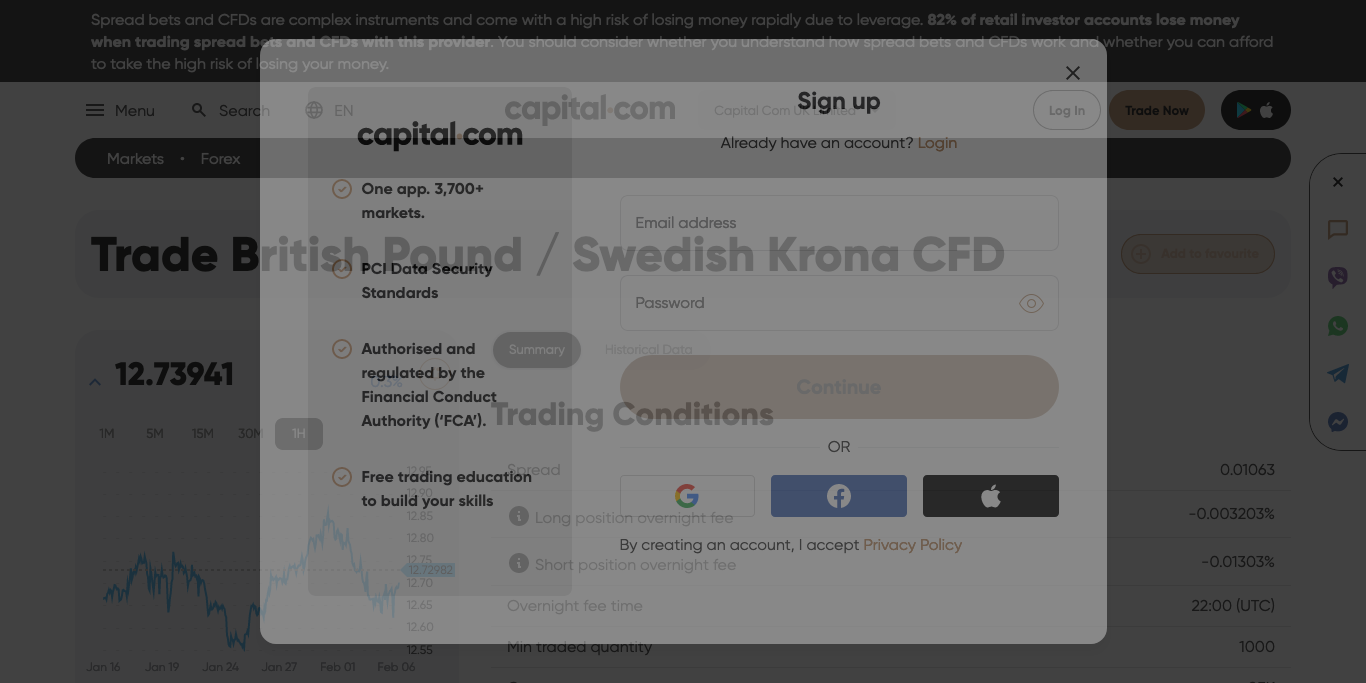 Spread bets and CFDs are complex instruments and come with a high risk of losing money rapidly due to leverage. 82% of retail investor accounts lose money
when trading spread bets and CFDs with this provider. You should consider whether you understand how spread bets and CFDs work and whether you can afford
to take the high risk of losing your money.
Menu
Search
EN
capital.com
Capital Com UK Limited
Log In
Trade Now
Markets • Forex
Trade British Pound / Swedish Krona CFD
Add to favourite
12.73941
0.3%
1M 5M 15M 30M 1H
12.95
12.90
12.85
12.80
12.75
12.72982
12.70
12.65
12.60
12.55
Jan 16 Jan 19 Jan 24 Jan 27 Feb 01 Feb 06
Summary
Historical Data
Trading Conditions
Spread 0.01063
Long position overnight fee -0.003203%
Short position overnight fee -0.01303%
Overnight fee time 22:00 (UTC)
Min traded quantity 1000
capital.com
One app. 3,700+
markets.
PCI Data Security
Standards
Authorised and
regulated by the
Financial Conduct
Authority (‘FCA’).
Free trading education
to build your skills
Sign up
Already have an account? Login
Email address
Password
Continue
OR
By creating an account, I accept Privacy Policy